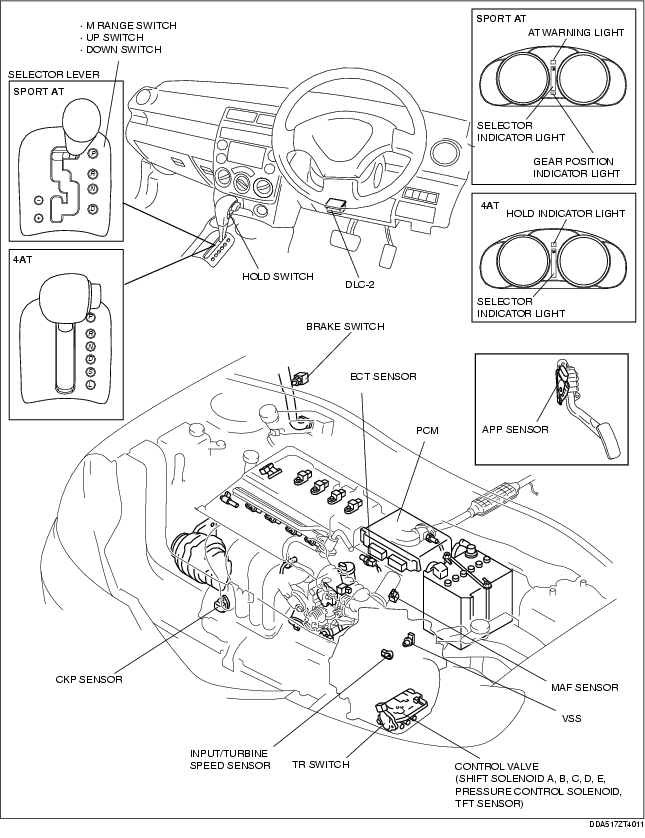 · M RANGE SWITCH
· UP SWITCH
· DOWN SWITCH
SELECTOR LEVER
SPORT AT
P
R
N
D
4AT
P
R
N
D
S
L
HOLD SWITCH
DLC-2
SPORT AT
AT WARNING LIGHT
SELECTOR
INDICATOR LIGHT
GEAR POSITION
INDICATOR LIGHT
4AT
HOLD INDICATOR LIGHT
SELECTOR
INDICATOR LIGHT
BRAKE SWITCH
ECT SENSOR
PCM
APP SENSOR
CKP SENSOR
MAF SENSOR
VSS
INPUT/TURBINE
SPEED SENSOR
TR SWITCH
CONTROL VALVE
(SHIFT SOLENOID A, B, C, D, E,
PRESSURE CONTROL SOLENOID,
TFT SENSOR)
DDA517ZT4011